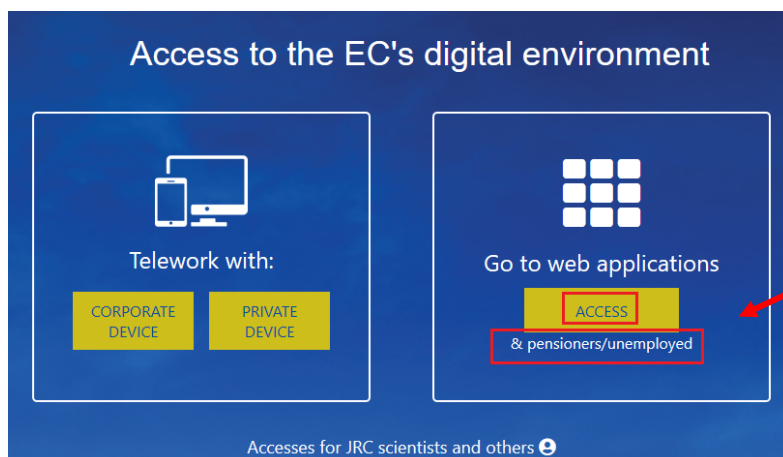 Access to the EC's digital environment
Telework with:
CORPORATE
DEVICE
PRIVATE
DEVICE
Go to web applications
ACCESS
& pensioners/unemployed
Accesses for JRC scientists and others